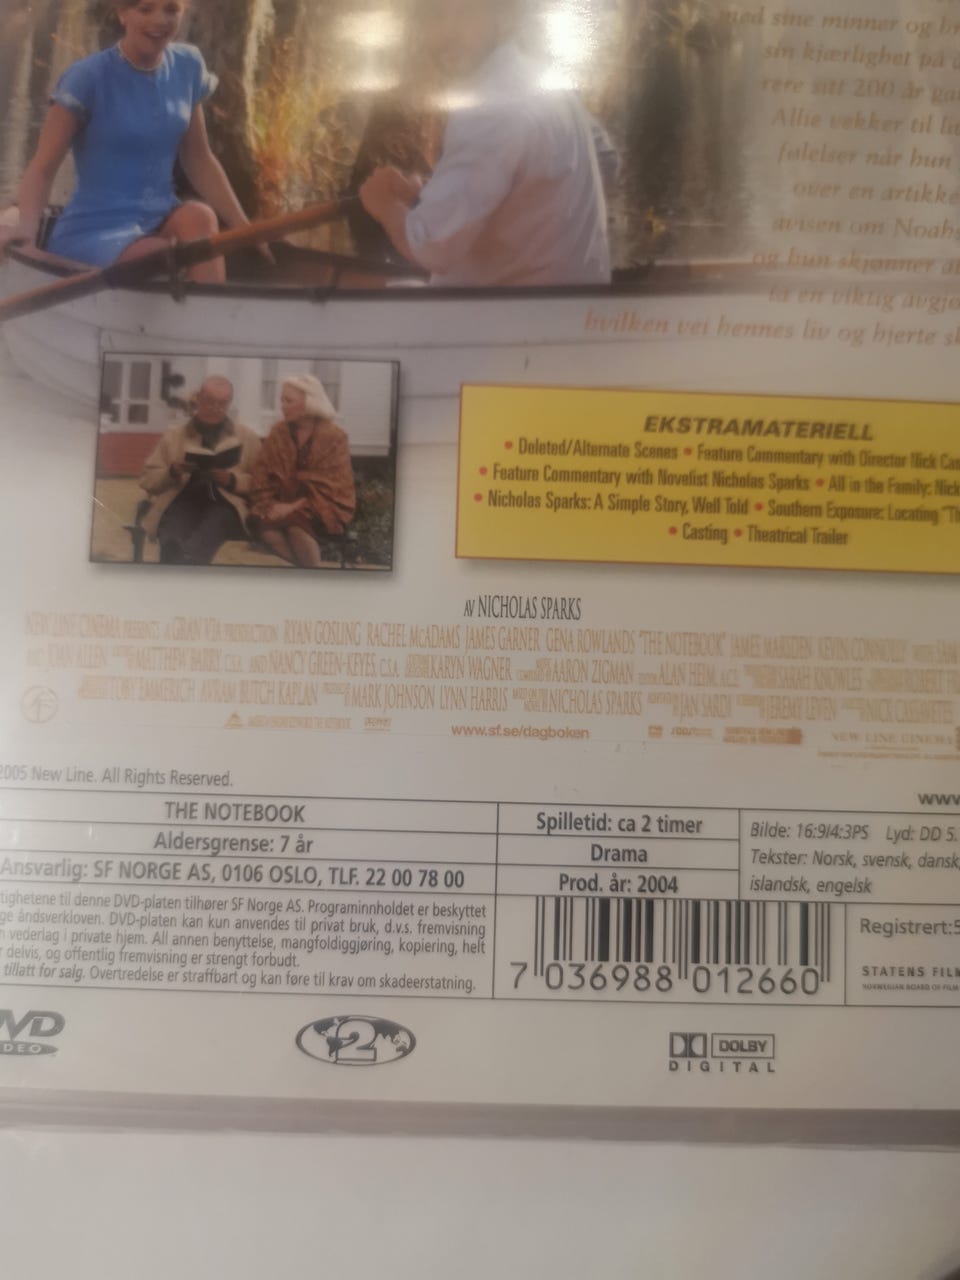 med sine minner og
sin kjærlighet på
rere sitt 200 år
Allie vekker til
følelser når hun
over en artikke
avisen om Noahs
og hun skjønner
ta en viktig avgjø
hvilken vei hennes liv og hjerte
EKSTRAMATERIELL
• Deleted/Alternate Scenes • Feature Commentary with Director Nick Cas
• Feature Commentary with Novelist Nicholas Sparks • All in the Family: Nick
• Nicholas Sparks: A Simple Story, Well Told • Southern Exposure: Locating "Th
• Casting • Theatrical Trailer
AV NICHOLAS SPARKS
NEW LINE CINEMA PRESENTS A GRAN VIA PRODUCTION RYAN GOSLING RACHEL McADAMS JAMES GARNER GENA ROWLANDS "THE NOTEBOOK" JAMES MARSDEN KEVIN CONNOLLY
JOAN ALLEN MATTHEW BARRY, C.S.A. AND NANCY GREEN-KEYES, C.S.A. KARYN WAGNER AARON ZIGMAN ALAN HEIM, A.C.E. SARAH KNOWLES ROBERT
TOBY EMMERICH AVRAM BUTCH KAPLAN MARK JOHNSON LYNN HARRIS NICHOLAS SPARKS JAN SARDI JEREMY LEVEN NICK CASSAVETES
www.sf.se/dagboken
NEW LINE CINEMA
2005 New Line. All Rights Reserved.
www
THE NOTEBOOK
Aldersgrense: 7 år
Ansvarlig: SF NORGE AS, 0106 OSLO, TLF. 22 00 78 00
Spilletid: ca 2 timer
Drama
Prod. år: 2004
Bilde: 16:9/4:3PS Lyd: DD 5.
Tekster: Norsk, svensk, dansk,
islandsk, engelsk
tighetene til denne DVD-platen tilhører SF Norge AS. Programinnholdet er beskyttet
ge åndsverkloven. DVD-platen kan kun anvendes til privat bruk, d.v.s. fremvisning
n vederlag i private hjem. All annen benyttelse, mangfoldiggjøring, kopiering, helt
r delvis, og offentlig fremvisning er strengt forbudt.
tillatt for salg. Overtredelse er straffbart og kan føre til krav om skadeerstatning.
7 036988 012660
Registrert:5
STATENS FILM
NORWEGIAN BOARD OF FILM
DVD
VIDEO
2
DOLBY
DIGITAL